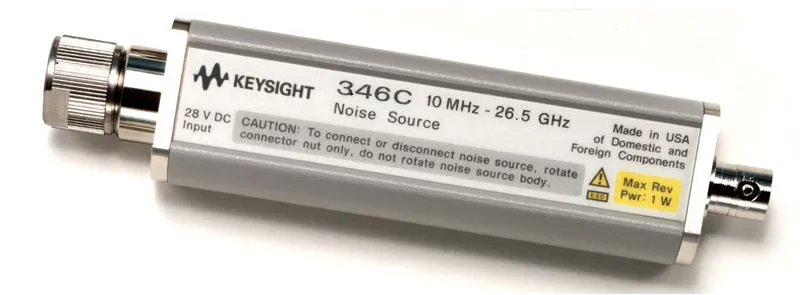 KEYSIGHT 346C 10 MHz - 26.5 GHz
Noise Source
28 V DC
Input
CAUTION: To connect or disconnect noise source, rotate
connector nut only, do not rotate noise source body.
Made in USA
of Domestic and
Foreign Components
ESD
Max Rev
Pwr: 1 W